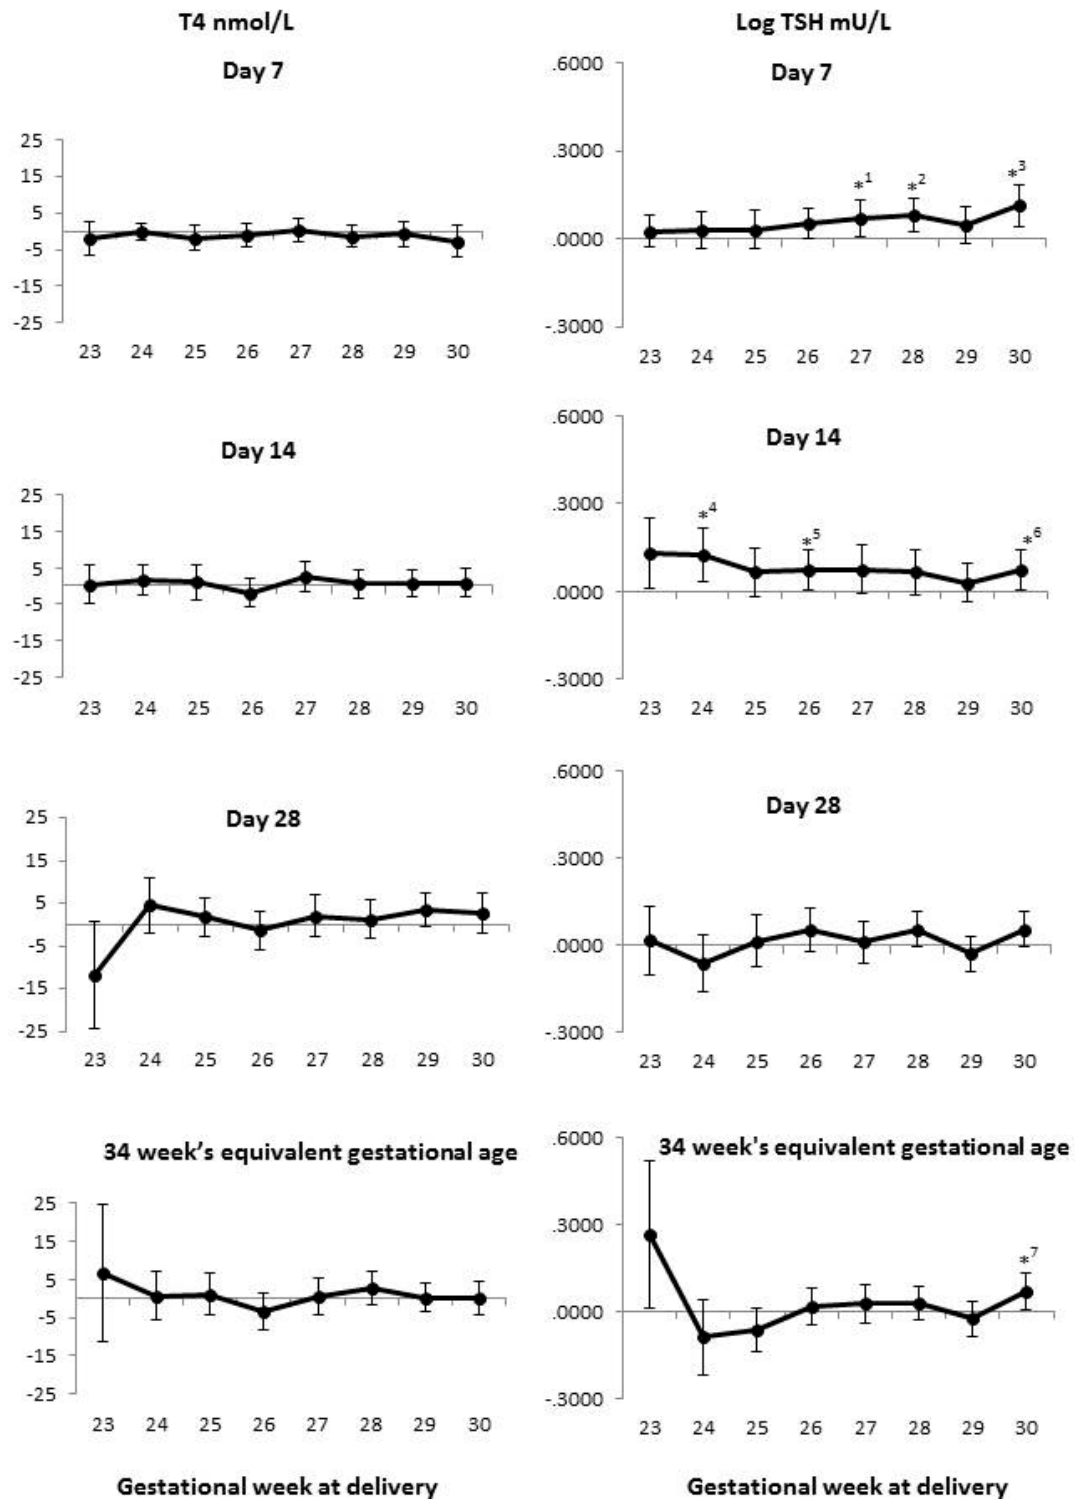 T4 nmol/L
Day 7
25
15
5
-5
-15
-25
23 24 25 26 27 28 29 30
Day 14
25
15
5
-5
-15
-25
23 24 25 26 27 28 29 30
Day 28
25
15
5
-5
-15
-25
23 24 25 26 27 28 29 30
34 week’s equivalent gestational age
25
15
5
-5
-15
-25
23 24 25 26 27 28 29 30
Gestational week at delivery
Log TSH mU/L
.6000
Day 7
.3000
*1 *2 *3
.0000
-.3000
23 24 25 26 27 28 29 30
.6000
Day 14
.3000
*4 *5 *6
.0000
-.3000
23 24 25 26 27 28 29 30
.6000
Day 28
.3000
.0000
-.3000
23 24 25 26 27 28 29 30
.6000
34 week's equivalent gestational age
.3000
*7
.0000
-.3000
23 24 25 26 27 28 29 30
Gestational week at delivery